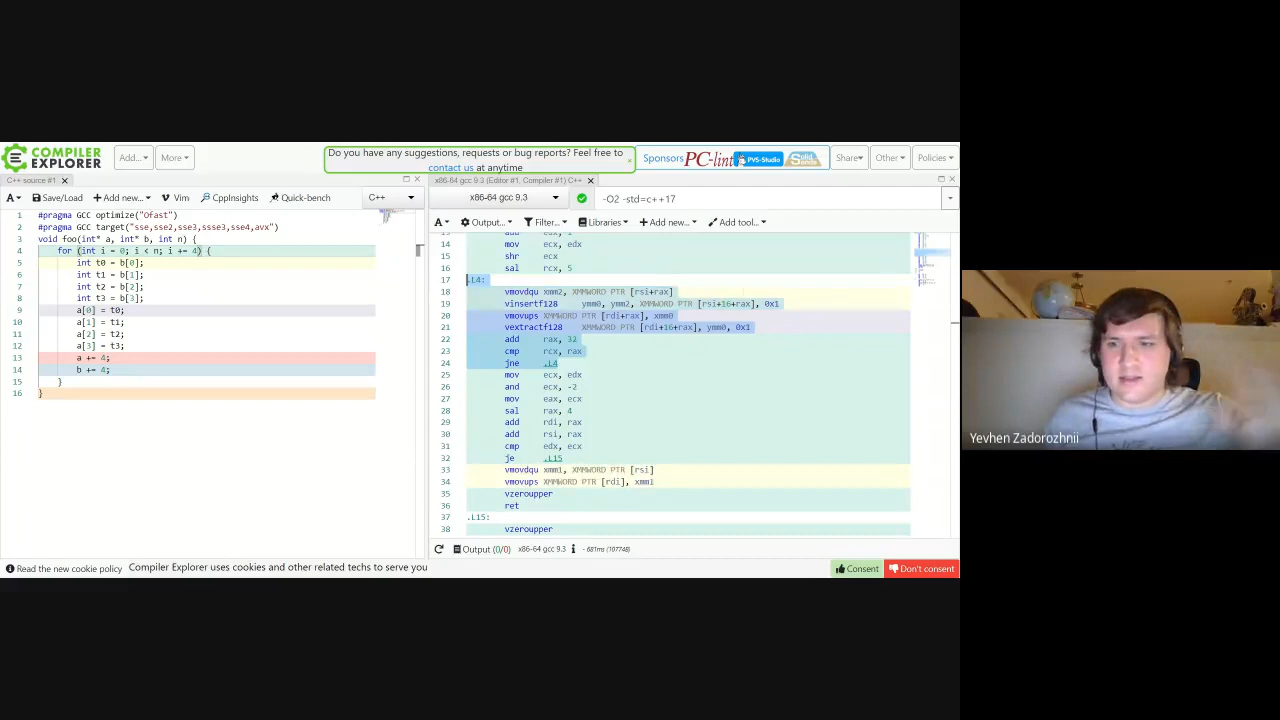 COMPILER EXPLORER
Add...
More
Do you have any suggestions, requests or bug reports? Feel free to
contact us at anytime
×
Sponsors
PC-lint
PVS-Studio
Solid Sands
Share
Other
Policies
C++ source #1
x86-64 gcc 9.3 (Editor #1, Compiler #1) C++
A
Save/Load
Add new...
Vim
CppInsights
Quick-bench
C++
x86-64 gcc 9.3
-O2 -std=c++17
A
Output...
Filter...
Libraries
Add new...
Add tool...
1 #pragma GCC optimize("Ofast")
2 #pragma GCC target("sse,sse2,sse3,ssse3,sse4,avx")
3 void foo(int* a, int* b, int n) {
4 for (int i = 0; i < n; i += 4) {
5 int t0 = b[0];
6 int t1 = b[1];
7 int t2 = b[2];
8 int t3 = b[3];
9 a[0] = t0;
10 a[1] = t1;
11 a[2] = t2;
12 a[3] = t3;
13 a += 4;
14 b += 4;
15 }
16 }
14 mov ecx, edx
15 shr ecx
16 sal rcx, 5
17 .L4:
18 vmovdqu xmm2, XMMWORD PTR [rsi+rax]
19 vinsertf128 ymm0, ymm2, XMMWORD PTR [rsi+16+rax], 0x1
20 vmovups XMMWORD PTR [rdi+rax], xmm0
21 vextractf128 XMMWORD PTR [rdi+16+rax], ymm0, 0x1
22 add rax, 32
23 cmp rcx, rax
24 jne .L4
25 mov ecx, edx
26 and ecx, -2
27 mov eax, ecx
28 sal rax, 4
29 add rdi, rax
30 add rsi, rax
31 cmp edx, ecx
32 je .L15
33 vmovdqu xmm1, XMMWORD PTR [rsi]
34 vmovups XMMWORD PTR [rdi], xmm1
35 vzeroupper
36 ret
37 .L15:
38 vzeroupper
Output (0/0) x86-64 gcc 9.3 i - 681ms (107748)
Read the new cookie policy
Compiler Explorer uses cookies and other related techs to serve you
Consent
Don't consent
Yevhen Zadorozhnii